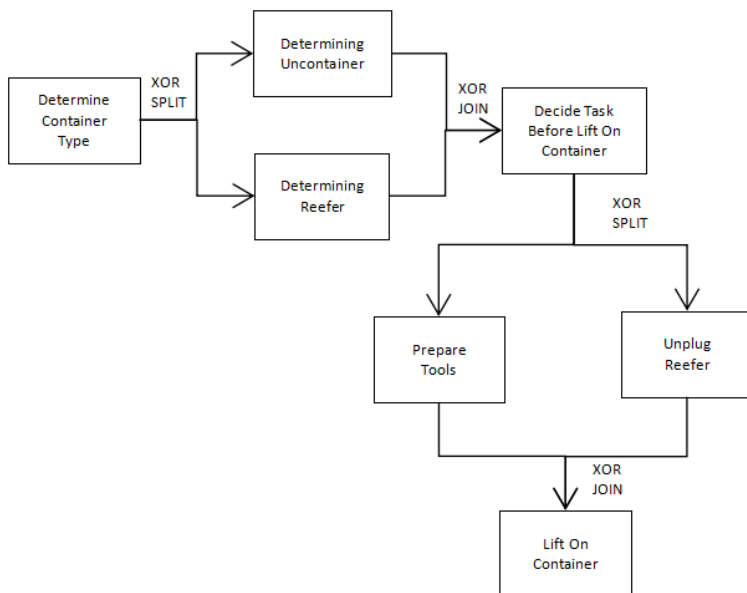 Determine
Container
Type
XOR
SPLIT
Determining
Uncontainer
Determining
Reefer
XOR
JOIN
Decide Task
Before Lift On
Container
XOR
SPLIT
Prepare
Tools
Unplug
Reefer
XOR
JOIN
Lift On
Container